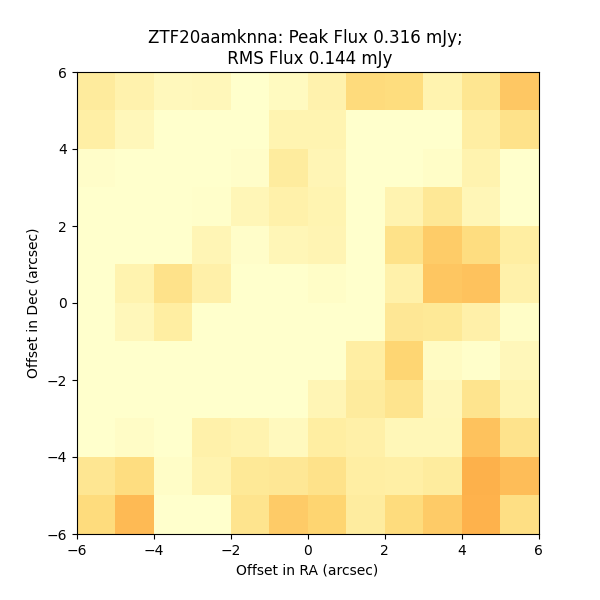 ZTF20aamknna: Peak Flux 0.316 mJy;
RMS Flux 0.144 mJy
6
4
2
0
−2
−4
−6
Offset in Dec (arcsec)
−6 −4 −2 0 2 4 6
Offset in RA (arcsec)